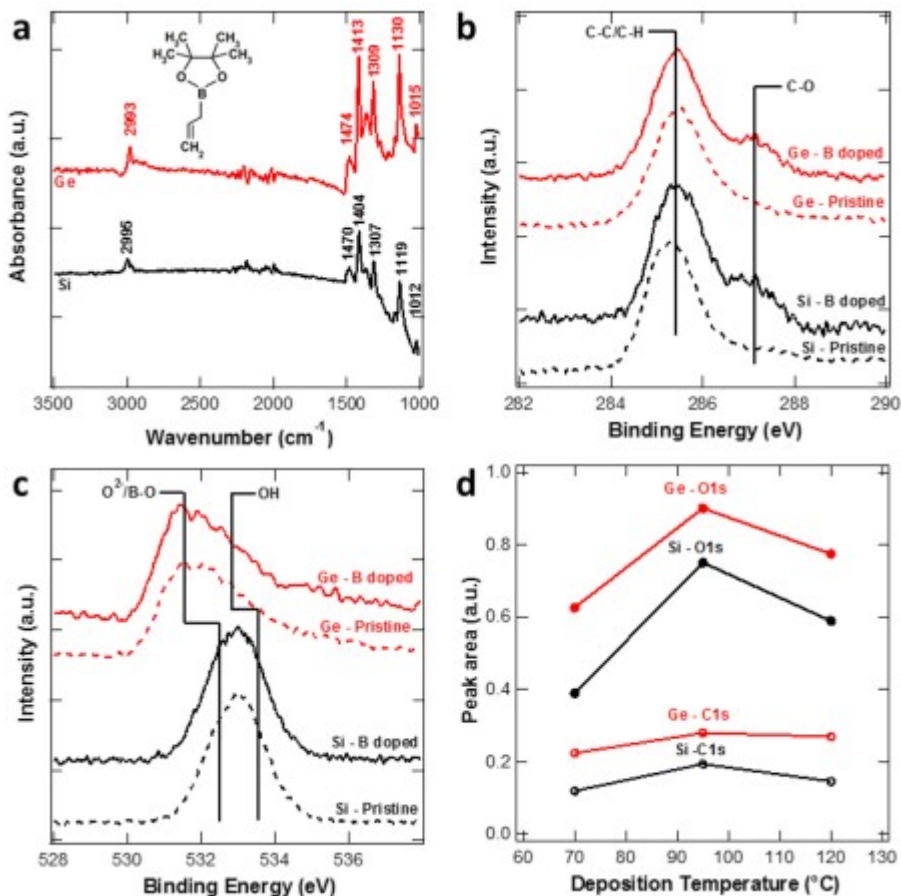 a
H₃C CH₃
H₃C CH₃
O O
B
CH₂
2993
1474
1413
1309
1130
1015
Ge
2995
1470
1404
1307
1119
1012
Si
Absorbance (a.u.)
3500 3000 2500 2000 1500 1000
Wavenumber (cm⁻¹)
b
C-C/C-H
C-O
Ge - B doped
Ge - Pristine
Si - B doped
Si - Pristine
Intensity (a.u.)
282 284 286 288 290
Binding Energy (eV)
c
O²⁻/B-O
OH
Ge - B doped
Ge - Pristine
Si - B doped
Si - Pristine
Intensity (a.u.)
528 530 532 534 536
Binding Energy (eV)
d
1.0
0.8
0.6
0.4
0.2
0.0
Ge - O1s
Si - O1s
Ge - C1s
Si -C1s
Peak area (a.u.)
60 70 80 90 100 110 120 130
Deposition Temperature (°C)